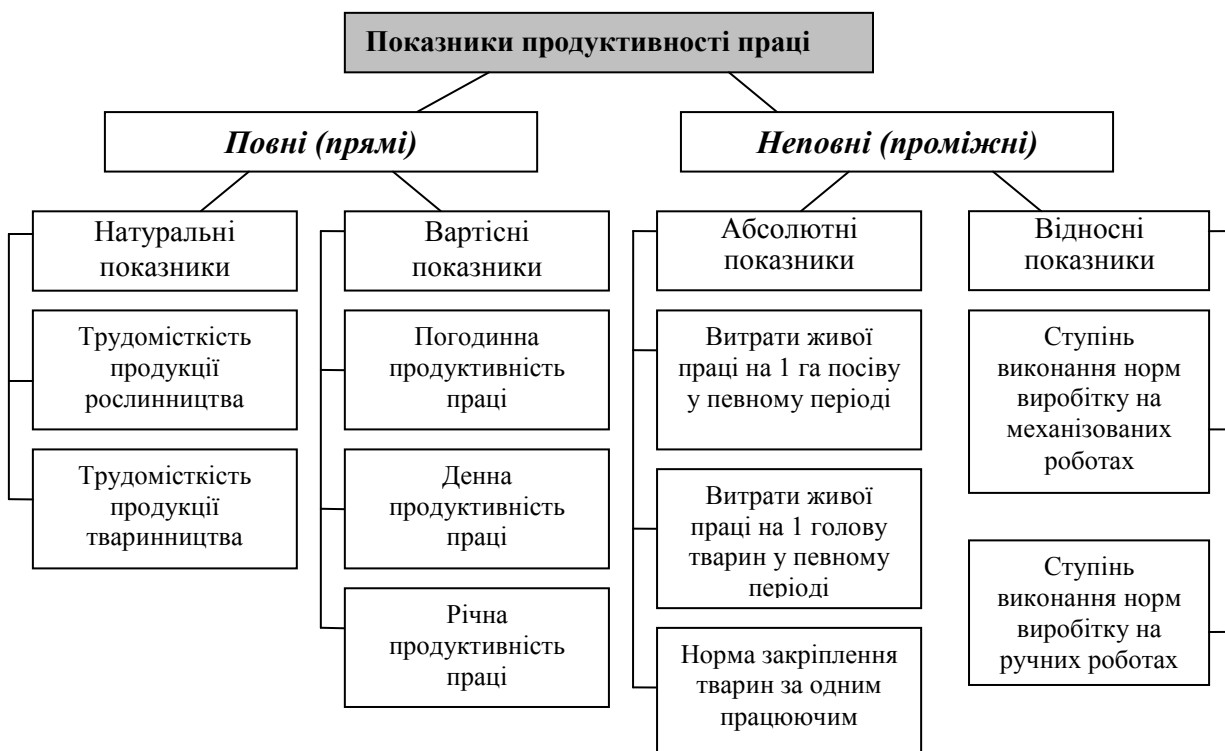 Показники продуктивності праці
Повні (прямі)
Неповні (проміжні)
Натуральні
показники
Вартісні
показники
Абсолютні
показники
Відносні
показники
Трудомісткість
продукції
рослинництва
Трудомісткість
продукції
тваринництва
Погодинна
продуктивність
праці
Денна
продуктивність
праці
Річна
продуктивність
праці
Витрати живої
праці на 1 га посіву
у певному періоді
Витрати живої
праці на 1 голову
тварин у певному
періоді
Норма закріплення
тварин за одним
працюючим
Ступінь
виконання норм
виробітку на
механізованих
роботах
Ступінь
виконання норм
виробітку на
ручних роботах